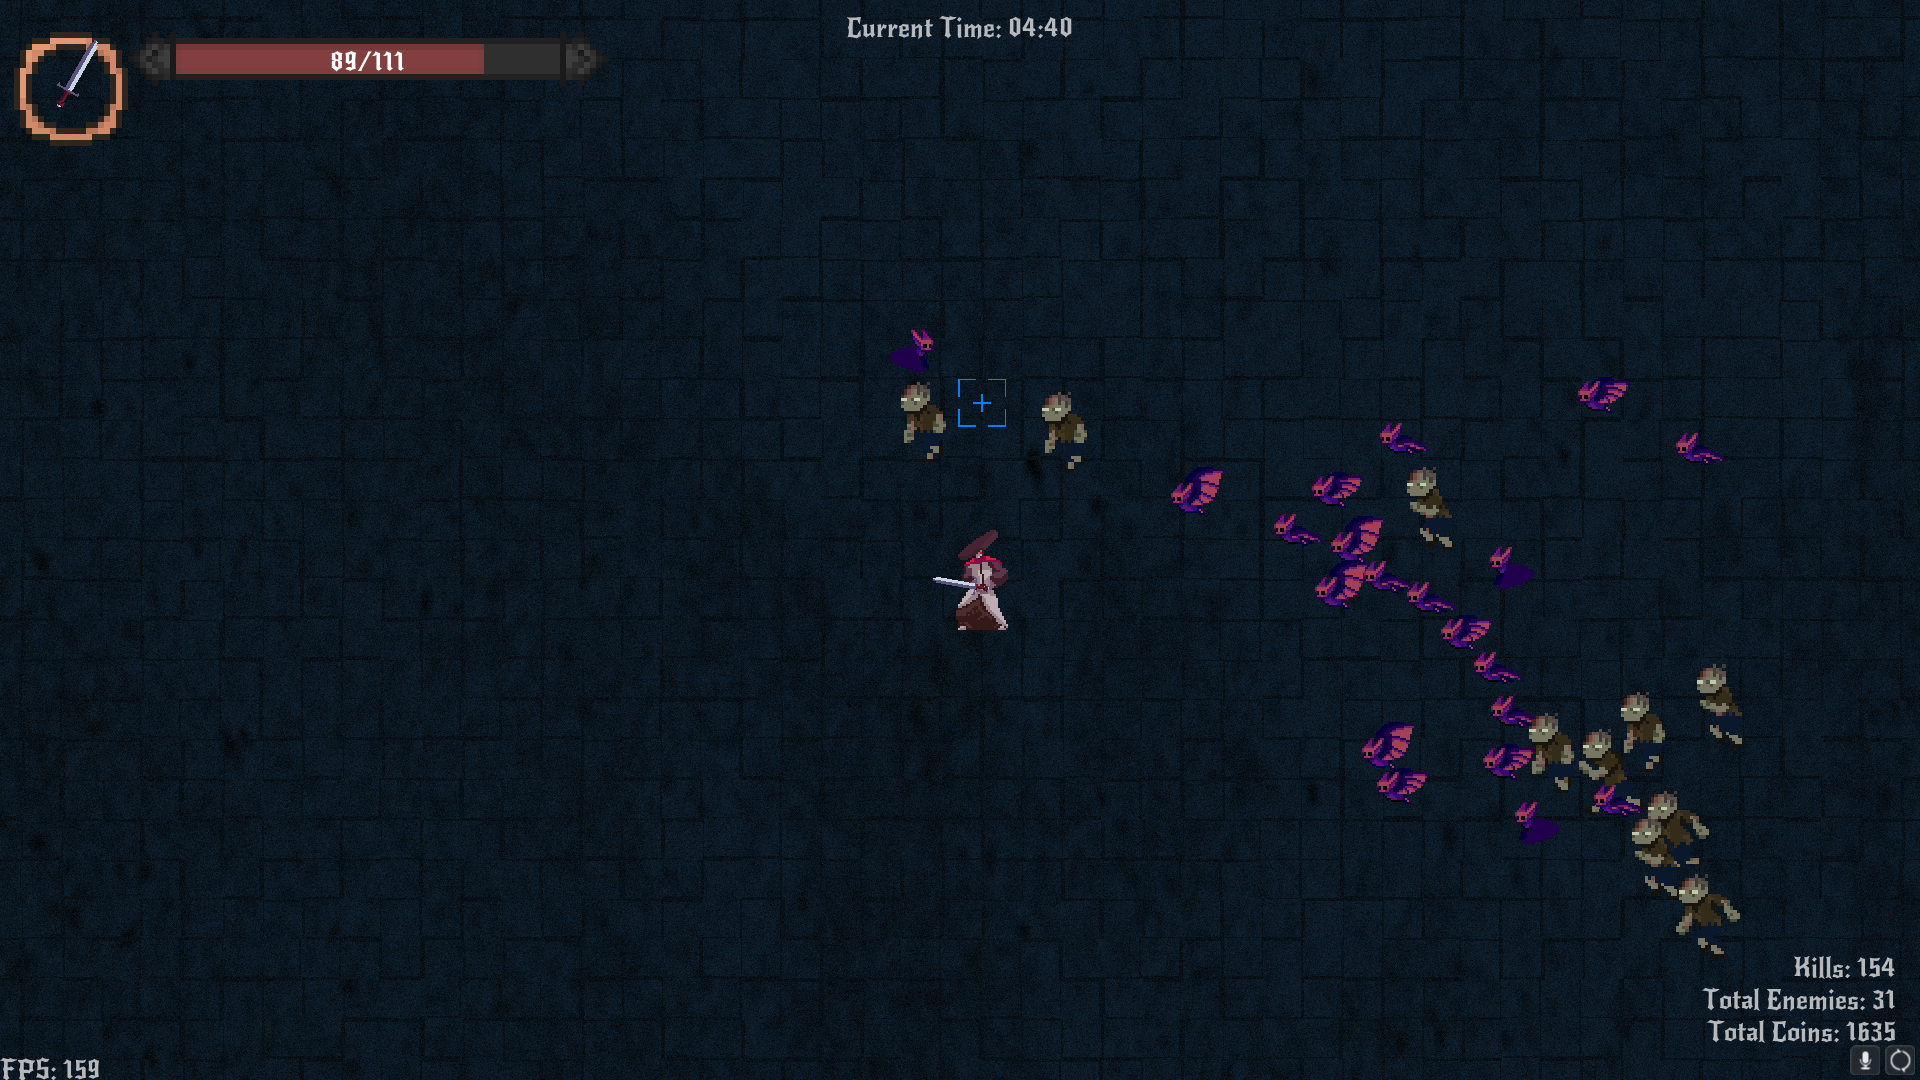 Current Time: 04:40
89/111
Kills: 154
Total Enemies: 31
Total Coins: 1635
FPS: 159